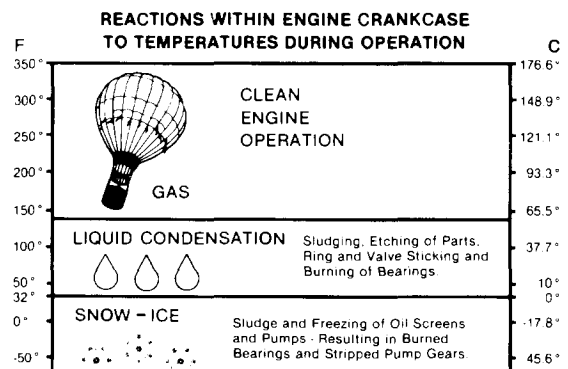 REACTIONS WITHIN ENGINE CRANKCASE
TO TEMPERATURES DURING OPERATION
F
C
350°
176.6°
300°
148.9°
250°
121.1°
200°
93.3°
150°
65.5°
100°
37.7°
50°
10°
32°
0°
0°
-17.8°
-50°
45.6°
CLEAN
ENGINE
OPERATION
GAS
LIQUID CONDENSATION
Sludging, Etching of Parts,
Ring and Valve Sticking and
Burning of Bearings.
SNOW – ICE
Sludge and Freezing of Oil Screens
and Pumps - Resulting in Burned
Bearings and Stripped Pump Gears.